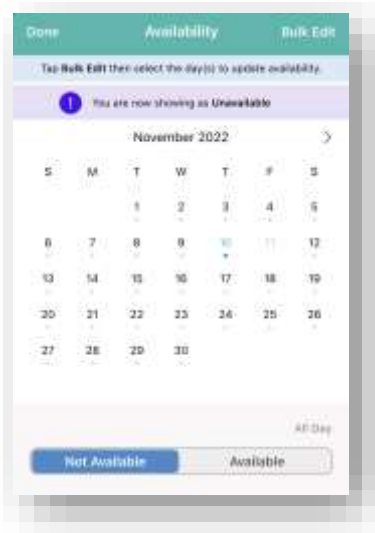 Done Availability Bulk Edit
Tap Bulk Edit then select the day(s) to update availability.
! You are now showing as Unavailable
November 2022 >
S M T W T F S
1 2 3 4 5
6 7 8 9 10 11 12
13 14 15 16 17 18 19
20 21 22 23 24 25 26
27 28 29 30
All Day
Not Available Available